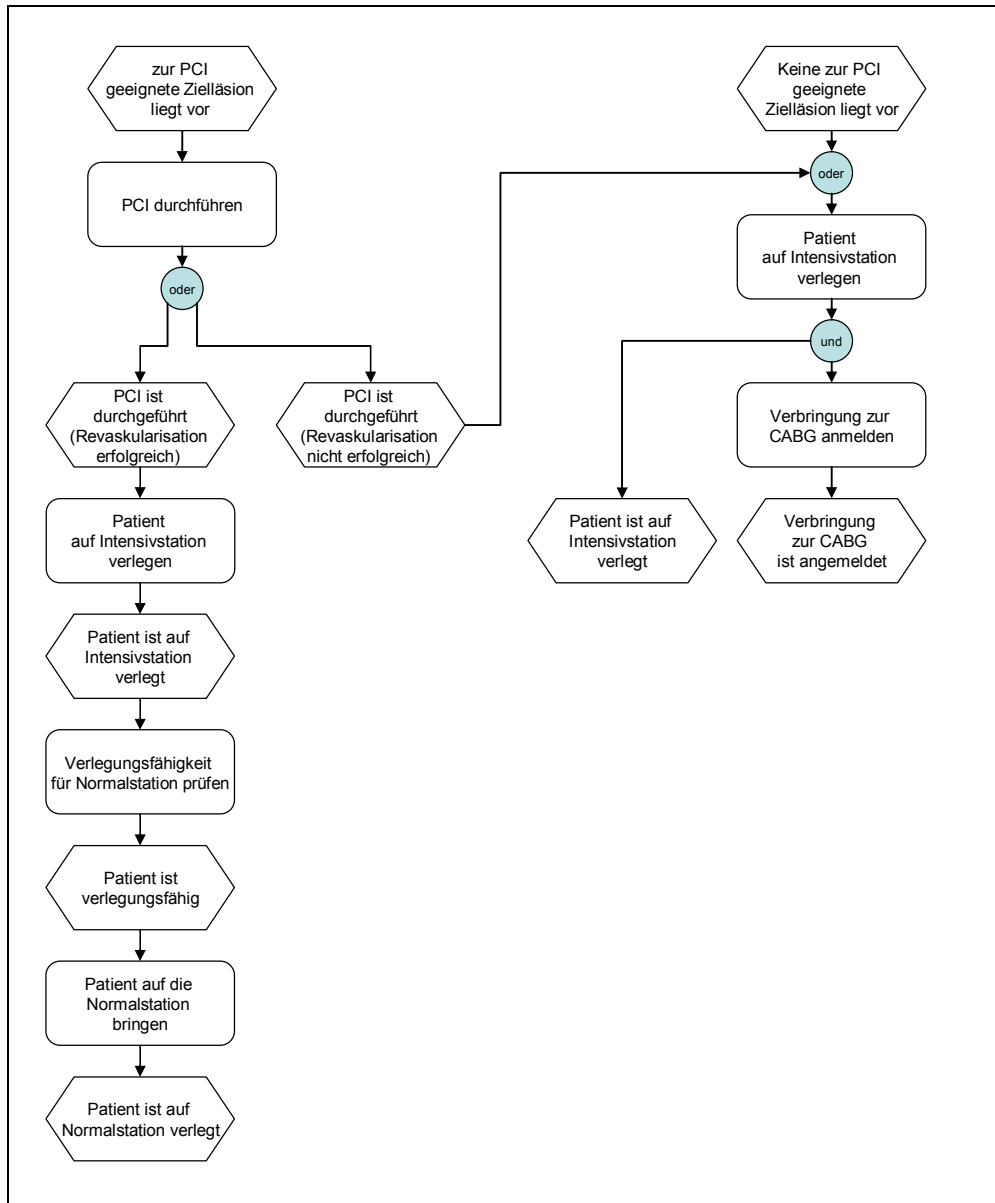 zur PCI
geeignete Zielläsion
liegt vor
PCI durchführen
oder
PCI ist
durchgeführt
(Revaskularisation
erfolgreich)
PCI ist
durchgeführt
(Revaskularisation
nicht erfolgreich)
Patient
auf Intensivstation
verlegen
Patient ist auf
Intensivstation
verlegt
Verlegungsfähigkeit
für Normalstation prüfen
Patient ist
verlegungsfähig
Patient auf die
Normalstation
bringen
Patient ist auf
Normalstation verlegt
Keine zur PCI
geeignete
Zielläsion liegt vor
oder
Patient
auf Intensivstation
verlegen
und
Patient ist auf
Intensivstation
verlegt
Verbringung zur
CABG anmelden
Verbringung
zur CABG
ist angemeldet